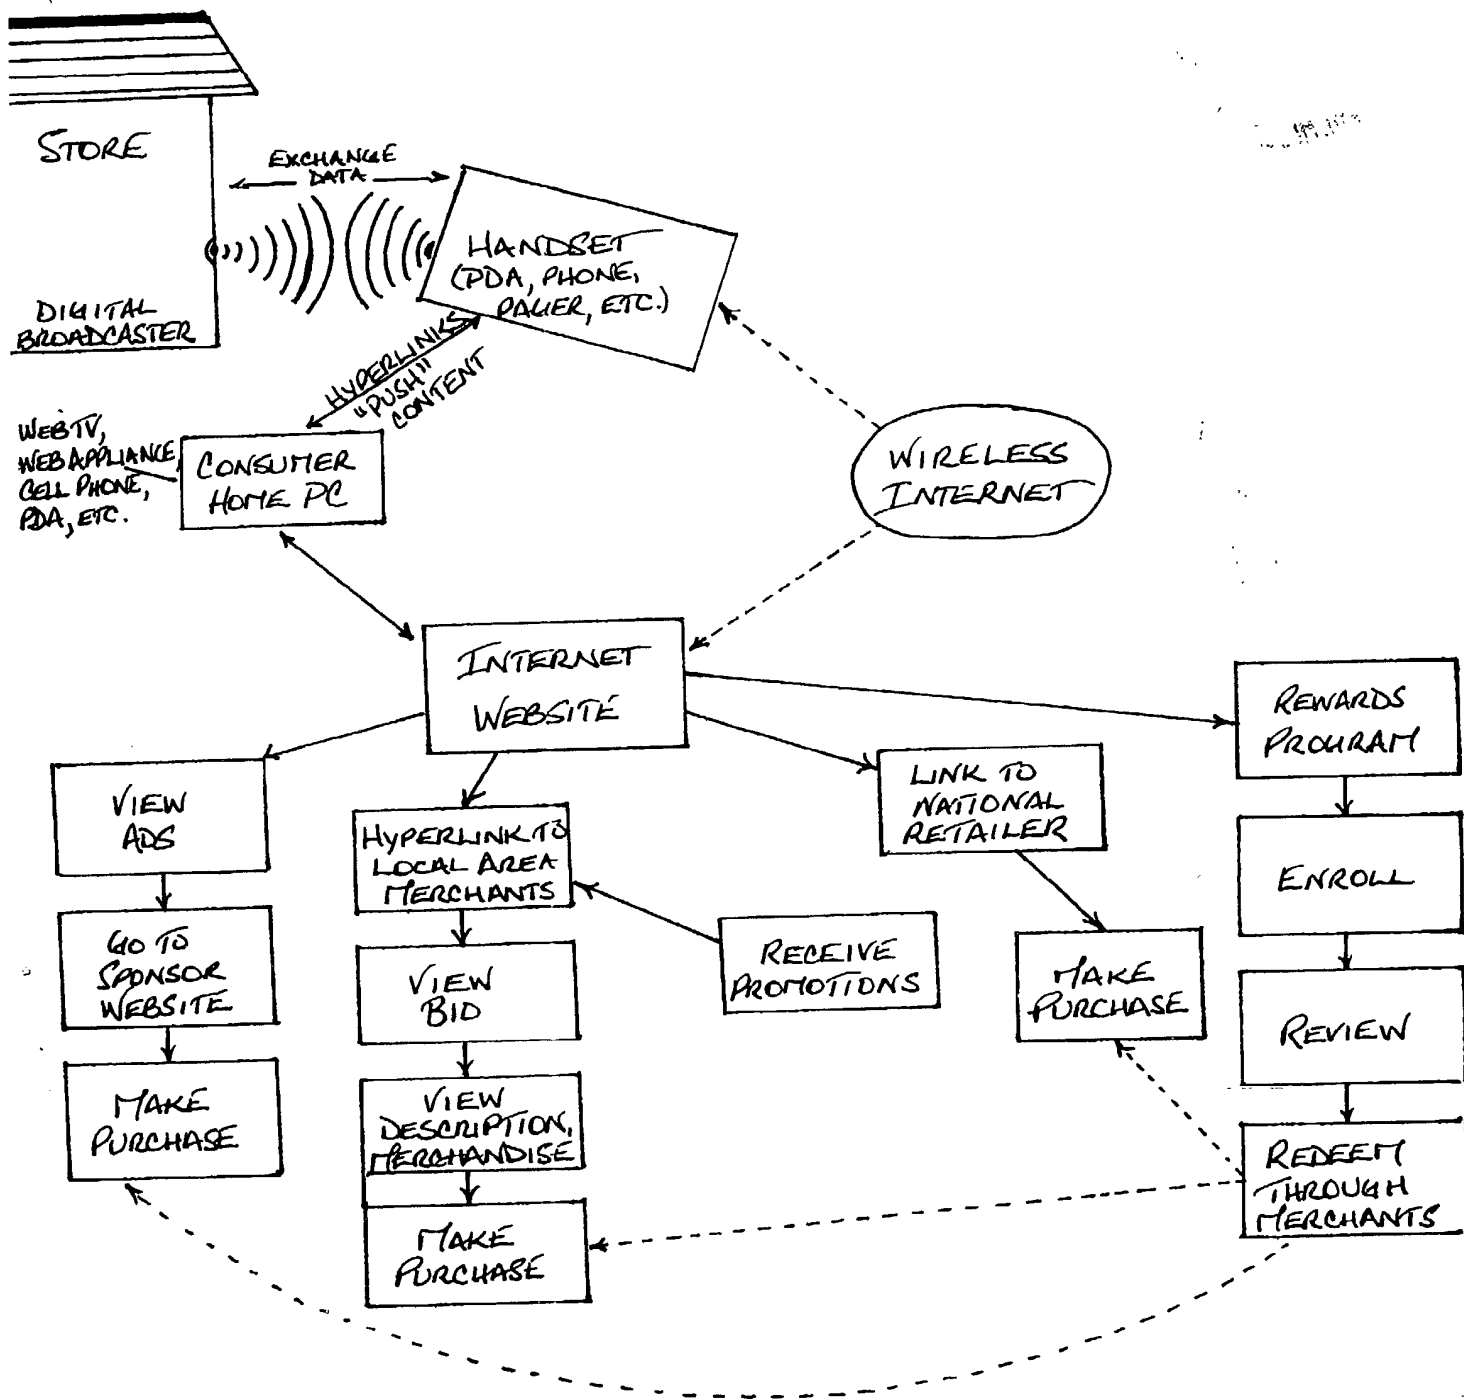 STORE
EXCHANGE
DATA
HANDSET
(PDA, PHONE,
PAGER, ETC.)
DIGITAL
BROADCASTER
HYPERLINKS
"PUSH"
CONTENT
WEBTV,
WEB APPLIANCE,
CELL PHONE,
PDA, ETC.
CONSUMER
HOME PC
WIRELESS
INTERNET
INTERNET
WEBSITE
REWARDS
PROGRAM
VIEW
ADS
HYPERLINK TO
LOCAL AREA
MERCHANTS
LINK TO
NATIONAL
RETAILER
ENROLL
GO TO
SPONSOR
WEBSITE
VIEW
BID
RECEIVE
PROMOTIONS
MAKE
PURCHASE
REVIEW
MAKE
PURCHASE
VIEW
DESCRIPTION,
MERCHANDISE
REDEEM
THROUGH
MERCHANTS
MAKE
PURCHASE